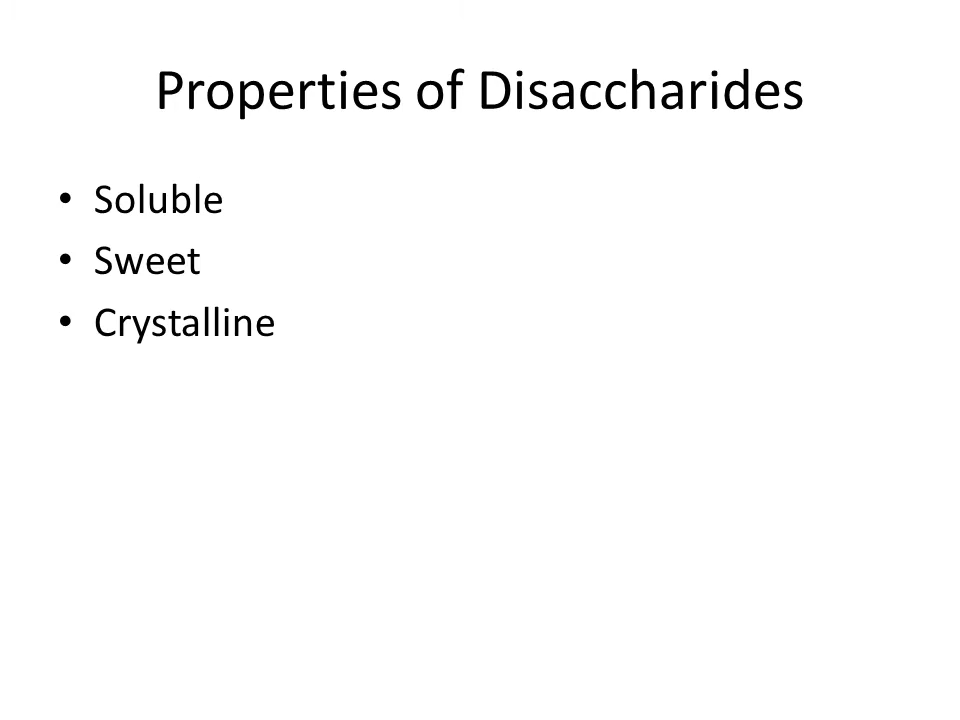 Properties of Disaccharides
• Soluble
• Sweet
• Crystalline